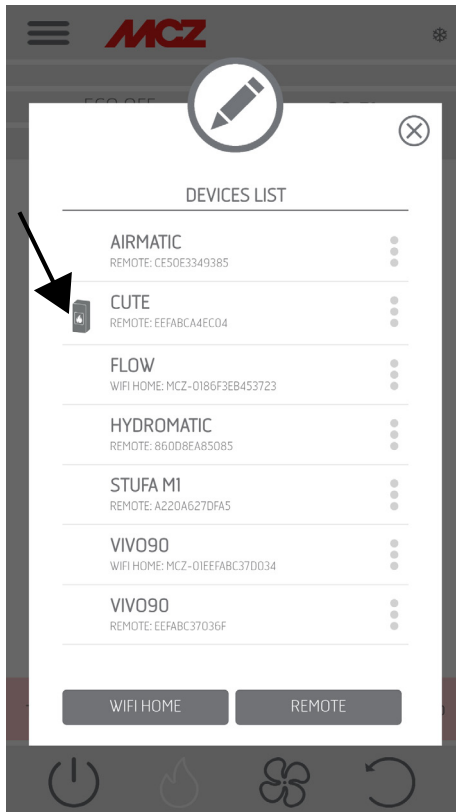 MCZ
DEVICES LIST
AIRMATIC
REMOTE: CE50E3349385
CUTE
REMOTE: EEFABCA4EC04
FLOW
WIFI HOME: MCZ-0186F3EB453723
HYDROMATIC
REMOTE: 860D8EA85085
STUFA M1
REMOTE: A220A627DFA5
VIVO90
WIFI HOME: MCZ-01EEFABC37D034
VIVO90
REMOTE: EEFABC37036F
WIFI HOME
REMOTE